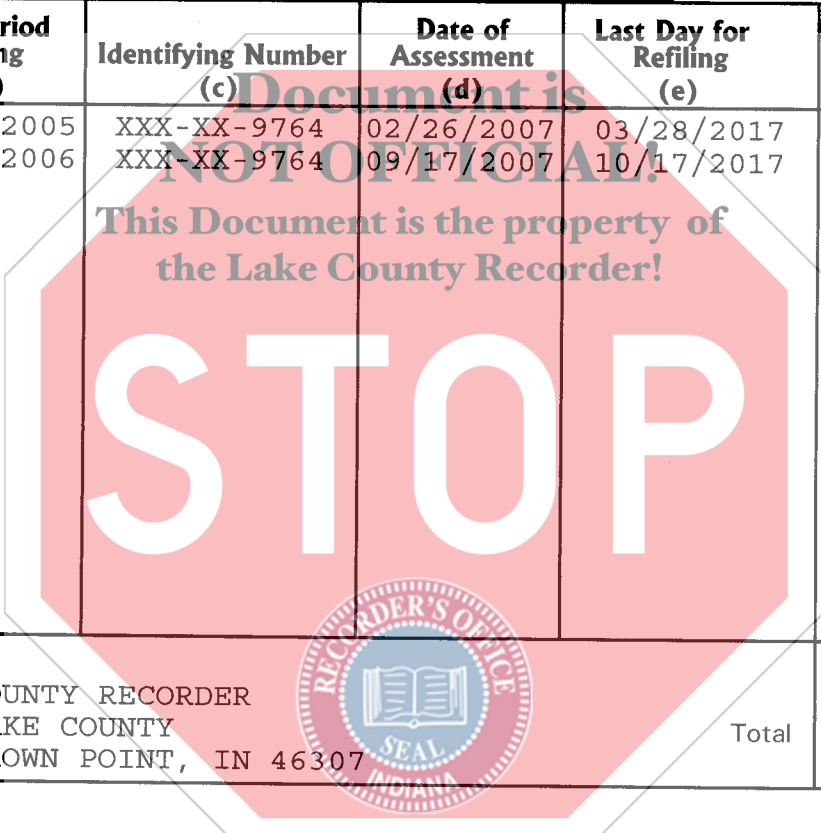 riod
ng
)
Identifying Number
(c)
Date of
Assessment
(d)
Last Day for
Refiling
(e)
Document is
NOT OFFICIAL!
This Document is the property of
the Lake County Recorder!
2005 XXX-XX-9764 02/26/2007 03/28/2017
2006 XXX-XX-9764 09/17/2007 10/17/2017
STOP
RECORDER'S OFFICE
SEAL
INDIANA
OUNTY RECORDER
AKE COUNTY
OWN POINT, IN 46307
Total